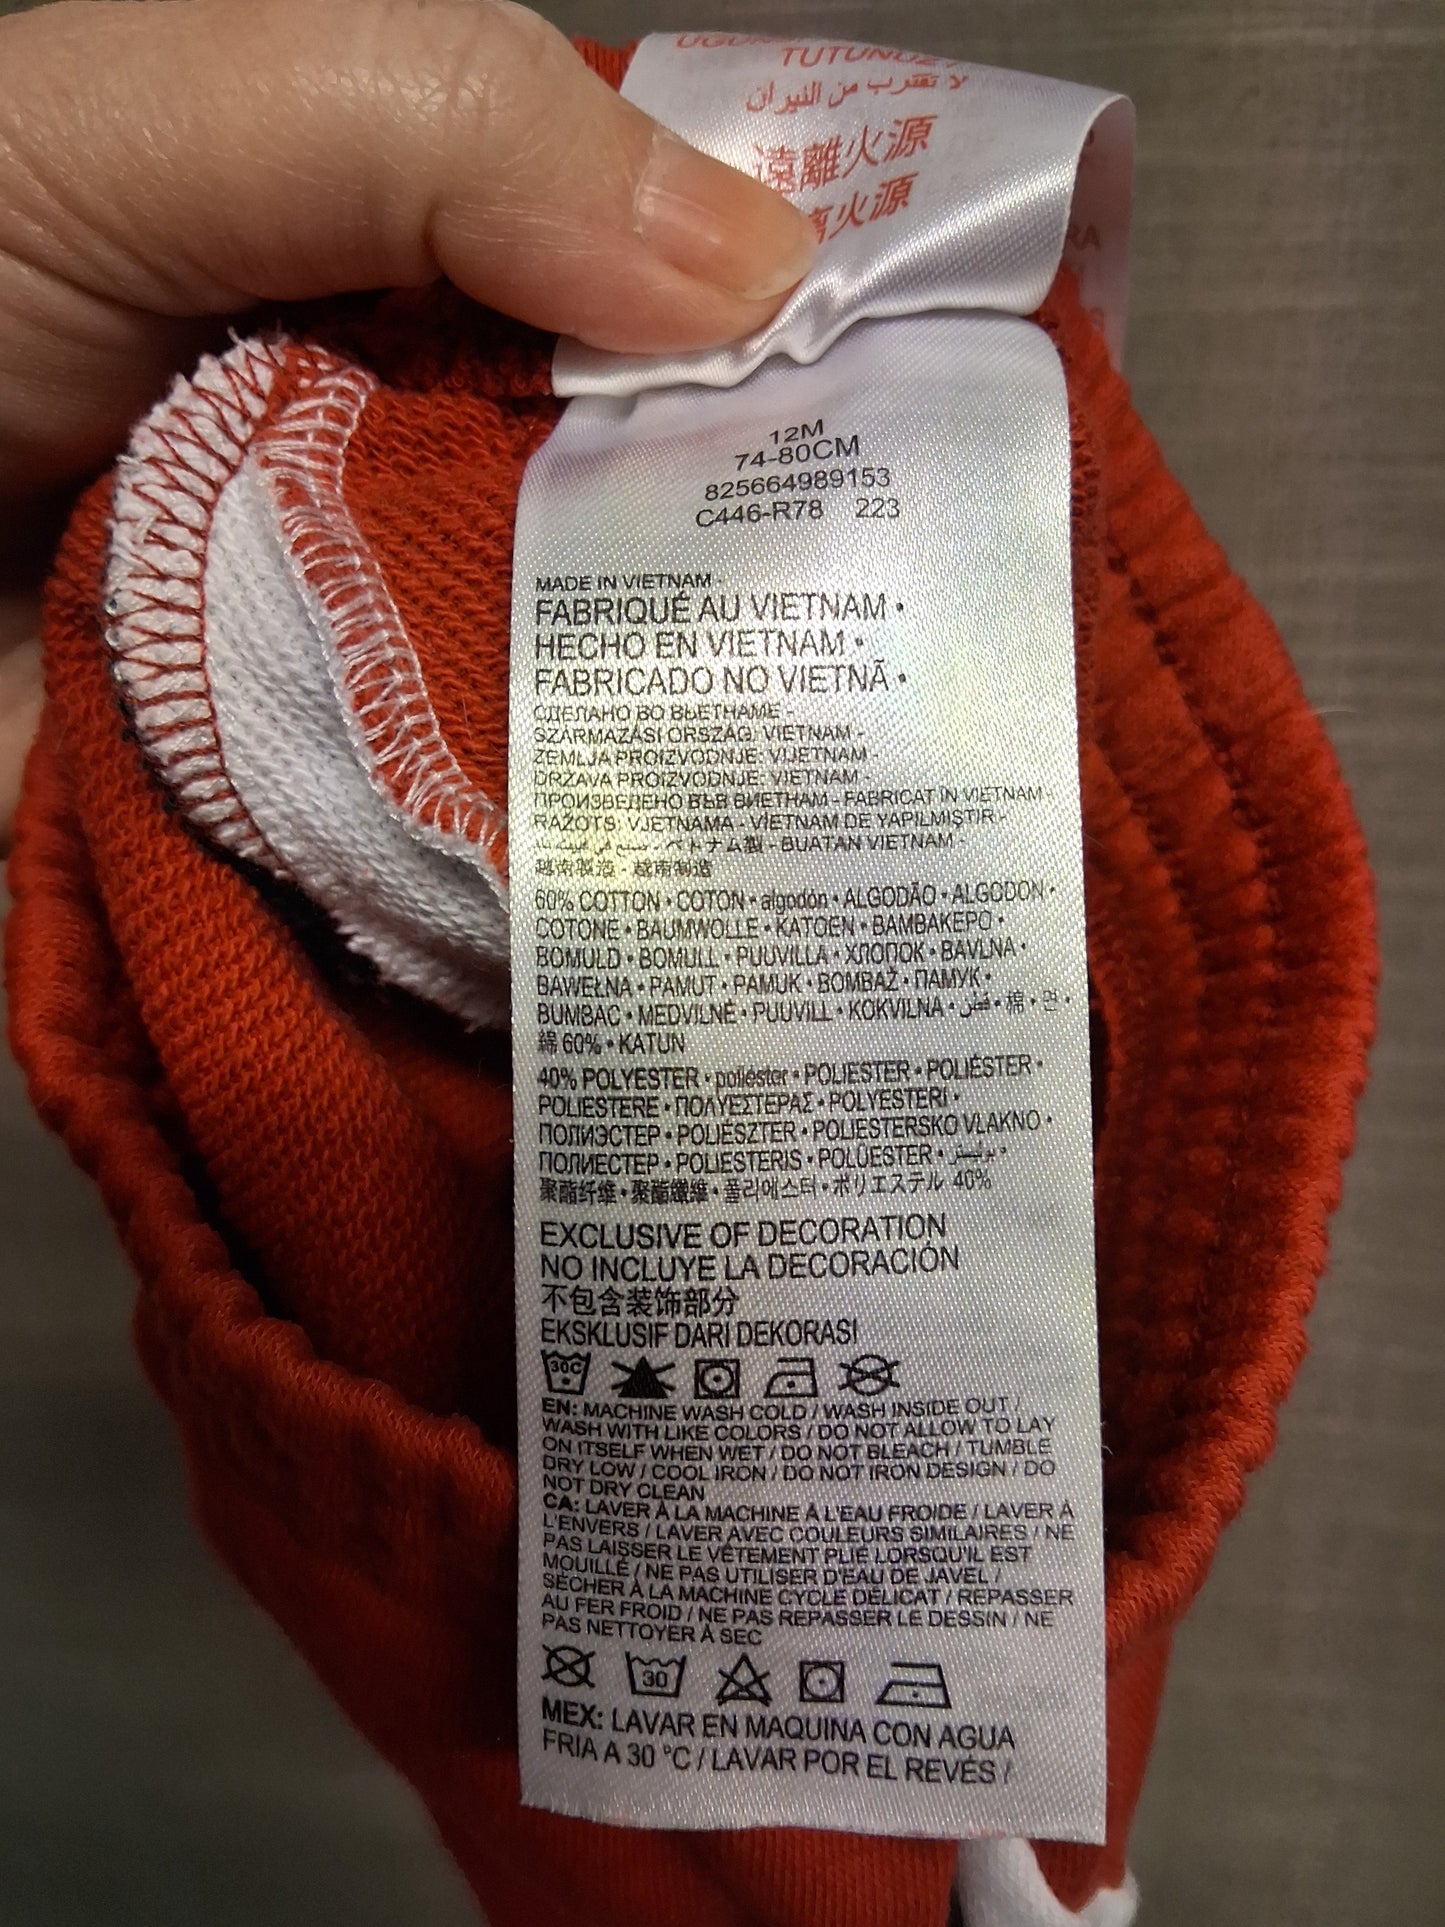 TUTUNUZ
لا تقترب من النيران
遠離火源
离火源
12M
74-80CM
825664989153
C446-R78 223
MADE IN VIETNAM -
FABRIQUÉ AU VIETNAM •
HECHO EN VIETNAM •
FABRICADO NO VIETNÃ •
СДЕЛАНО ВО ВЬЕТНАМЕ -
SZÁRMAZÁSI ORSZÁG: VIETNAM -
ZEMLJA PROIZVODNJE: VIJETNAM -
DRZAVA PROIZVODNJE: VIETNAM -
ПРОИЗВЕДЕНО ВЪВ ВИЕТНАМ - FABRICAT IN VIETNAM -
RAŽOTS: VJETNAMA - VIETNAM DE YAPILMIŞTIR -
ベトナム製 - BUATAN VIETNAM -
越南製造 - 越南制造
60% COTTON • COTON • algodón • ALGODÃO • ALGODON •
COTONE • BAUMWOLLE • KATOEN • ΒΑΜΒΑΚΕΡΟ •
BOMULD • BOMULL • PUUVILLA • ХЛОПОК • BAVLNA •
BAWEŁNA • PAMUT • PAMUK • BOMBAŽ • ПАМУК •
BUMBAC • MEDVILNĖ • PUUVILL • KOKVILNA • قطن • 棉 • 면 •
綿 60% • KATUN
40% POLYESTER • poliéster • POLIESTER • POLIÉSTER •
POLIESTERE • ΠΟΛΥΕΣΤΕΡΑΣ • POLYESTERI •
ПОЛИЭСТЕР • POLIÉSZTER • POLIESTERSKO VLAKNO •
ПОЛИЕСТЕР • POLIESTERIS • POLÜESTER • بوليستر •
聚酯纤维 • 聚酯纖維 • 폴리에스터 • ポリエステル 40%
EXCLUSIVE OF DECORATION
NO INCLUYE LA DECORACIÓN
不包含装饰部分
EKSKLUSIF DARI DEKORASI
30C
EN: MACHINE WASH COLD / WASH INSIDE OUT /
WASH WITH LIKE COLORS / DO NOT ALLOW TO LAY
ON ITSELF WHEN WET / DO NOT BLEACH / TUMBLE
DRY LOW / COOL IRON / DO NOT IRON DESIGN / DO
NOT DRY CLEAN
CA: LAVER À LA MACHINE À L'EAU FROIDE / LAVER À
L'ENVERS / LAVER AVEC COULEURS SIMILAIRES / NE
PAS LAISSER LE VÊTEMENT PLIÉ LORSQU'IL EST
MOUILLÉ / NE PAS UTILISER D'EAU DE JAVEL /
SÉCHER À LA MACHINE CYCLE DÉLICAT / REPASSER
AU FER FROID / NE PAS REPASSER LE DESSIN / NE
PAS NETTOYER À SEC
30
MEX: LAVAR EN MAQUINA CON AGUA
FRIA A 30 °C / LAVAR POR EL REVÉS /